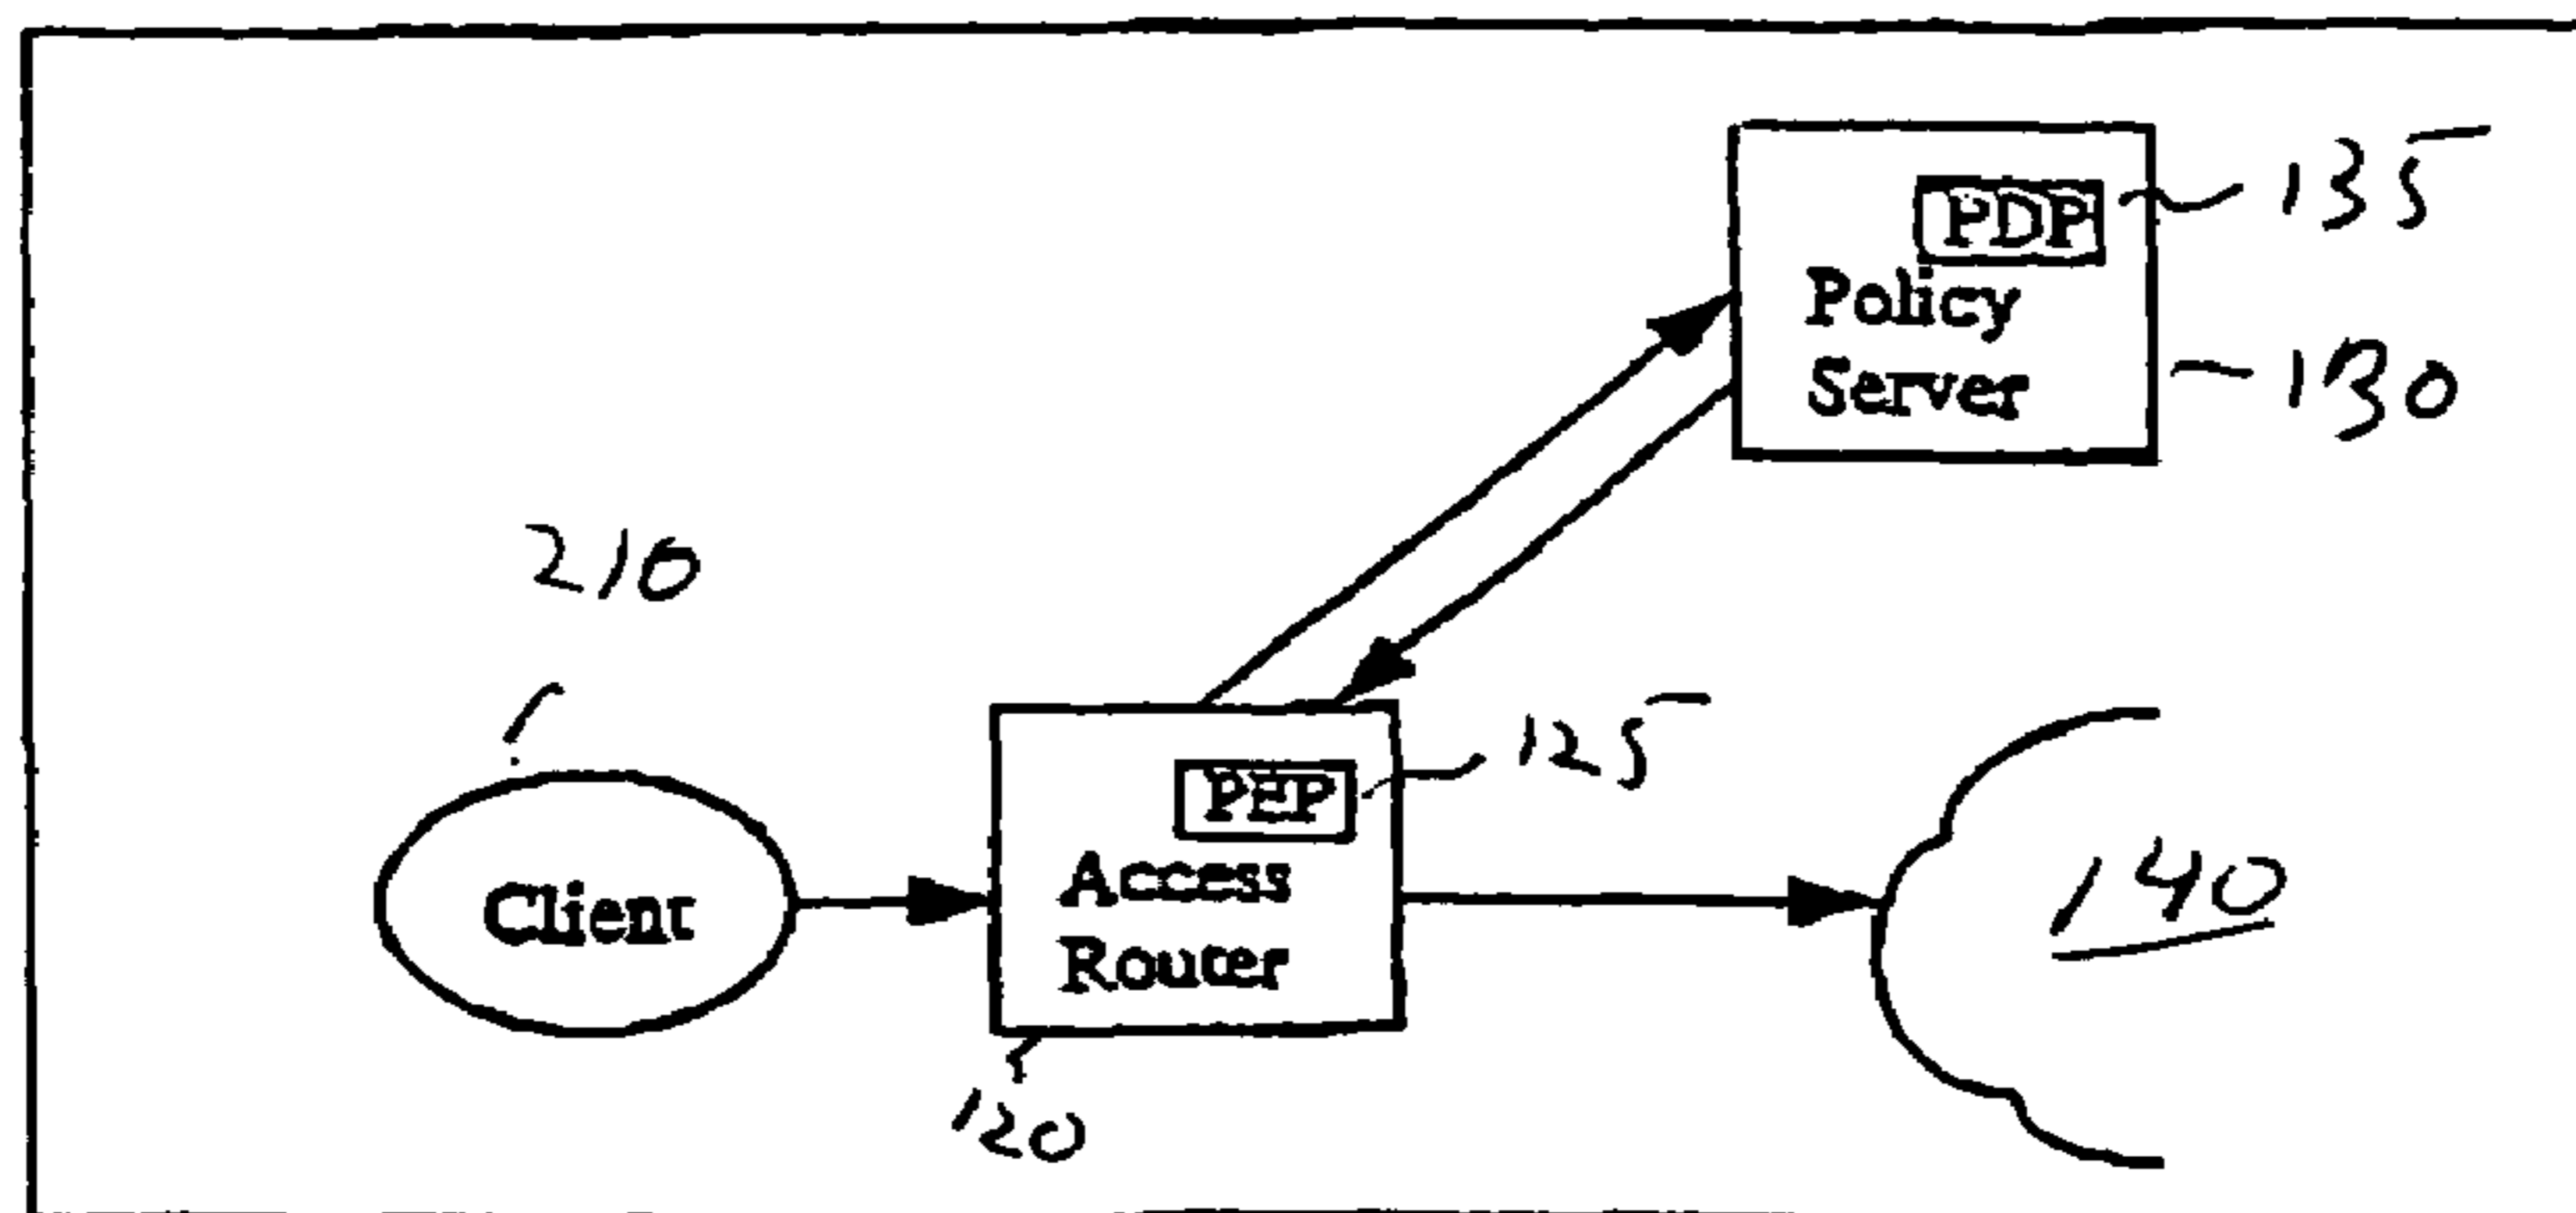 PDP
135
Policy
Server
130
210
PEP
125
Client
Access
Router
140
120